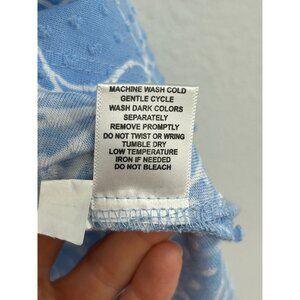 MACHINE WASH COLD
GENTLE CYCLE
WASH DARK COLORS
SEPARATELY
REMOVE PROMPTLY
DO NOT TWIST OR WRING
TUMBLE DRY
LOW TEMPERATURE
IRON IF NEEDED
DO NOT BLEACH